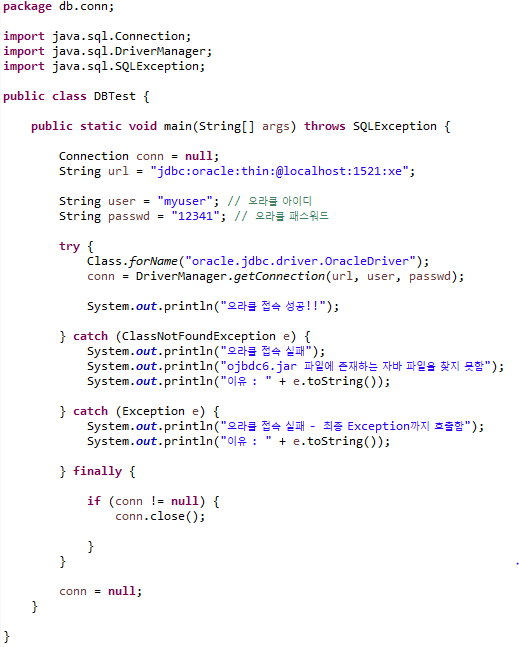 package db.conn;
import java.sql.Connection;
import java.sql.DriverManager;
import java.sql.SQLException;
public class DBTest {
public static void main(String[] args) throws SQLException {
Connection conn = null;
String url = "jdbc:oracle:thin:@localhost:1521:xe";
String user = "myuser"; // 오라클 아이디
String passwd = "12341"; // 오라클 패스워드
try {
Class.forName("oracle.jdbc.driver.OracleDriver");
conn = DriverManager.getConnection(url, user, passwd);
System.out.println("오라클 접속 성공!!");
} catch (ClassNotFoundException e) {
System.out.println("오라클 접속 실패");
System.out.println("ojbdc6.jar 파일에 존재하는 자바 파일을 찾지 못함");
System.out.println("이유 : " + e.toString());
} catch (Exception e) {
System.out.println("오라클 접속 실패 - 최종 Exception까지 호출함");
System.out.println("이유 : " + e.toString());
} finally {
if (conn != null) {
conn.close();
}
}
conn = null;
}
}